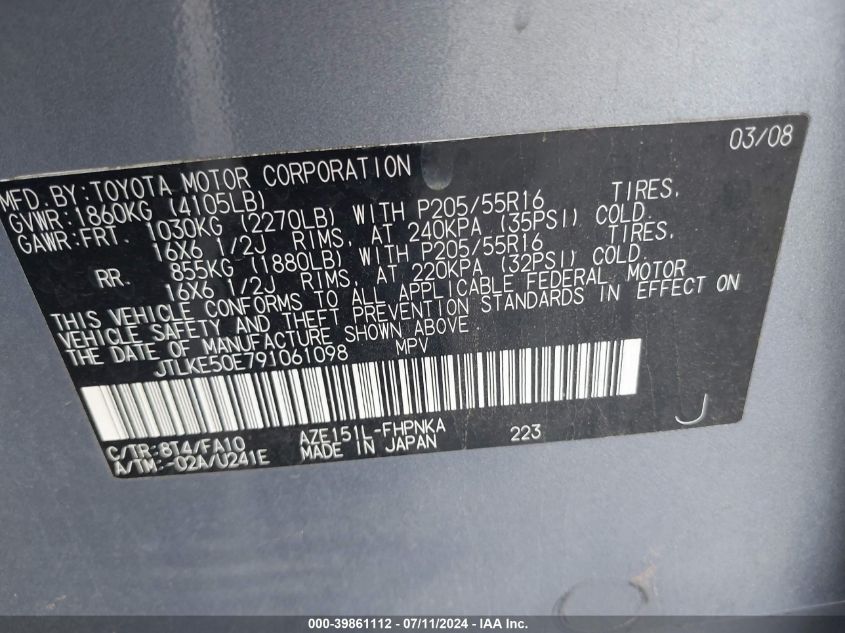 03/08
MFD.BY:TOYOTA MOTOR CORPORATION
GVWR:1860KG (4105LB)
GAWR:FRT. 1030KG (2270LB) WITH P205/55R16 TIRES,
16X6 1/2J RIMS, AT 240KPA (35PSI) COLD.
RR. 855KG (1880LB) WITH P205/55R16 TIRES,
16X6 1/2J RIMS, AT 220KPA (32PSI) COLD.
THIS VEHICLE CONFORMS TO ALL APPLICABLE FEDERAL MOTOR
VEHICLE SAFETY AND THEFT PREVENTION STANDARDS IN EFFECT ON
THE DATE OF MANUFACTURE SHOWN ABOVE.
JTLKE50E791061098 MPV
C/TR:8T4/FA10 AZE151L-FHPNKA 223 J
A/TM:-02A/U241E MADE IN JAPAN
000-39861112 - 07/11/2024 - IAA Inc.